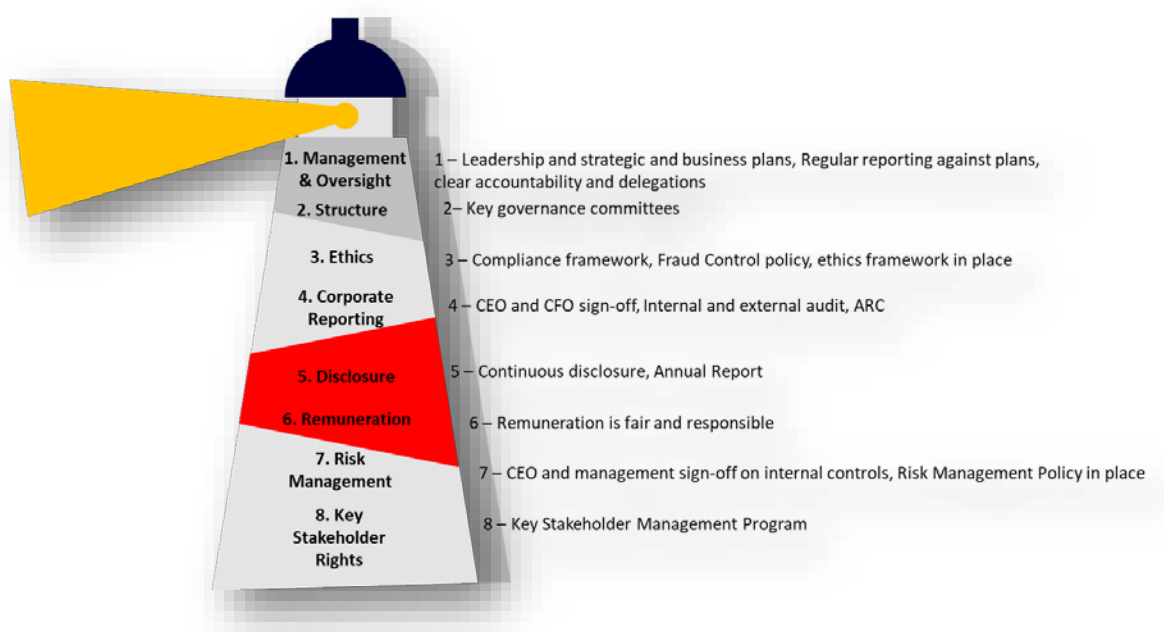 1. Management
& Oversight
1 – Leadership and strategic and business plans, Regular reporting against plans,
clear accountability and delegations
2. Structure
2– Key governance committees
3. Ethics
3 – Compliance framework, Fraud Control policy, ethics framework in place
4. Corporate
Reporting
4 – CEO and CFO sign-off, Internal and external audit, ARC
5. Disclosure
5 – Continuous disclosure, Annual Report
6. Remuneration
6 – Remuneration is fair and responsible
7. Risk
Management
7 – CEO and management sign-off on internal controls, Risk Management Policy in place
8. Key
Stakeholder
Rights
8 – Key Stakeholder Management Program